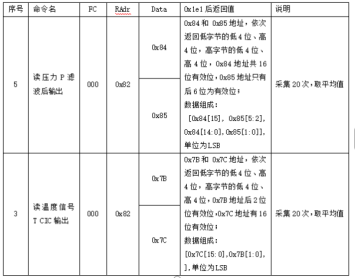 序号 命令名 FC RAdr Data 0x1e1 后返回值 说明
5
读压力 P 滤
波后输出
000
0x82
0x84
0x85
0x84 和 0x85 地址，依次
返回低字节的低 4 位、高
4 位，高字节的低 4 位、
高 4 位，0x84 地址共 16
位有效位，0x85 地址只有
后 6 位为有效位；
数据组成：
[0x84[15], 0x85[5:2],
0x84[14:0],0x85[1:0]],
单位为LSB
采集 20 次，取平均值
3
读温度信号
T CIC 输出
000
0x82
0x7B
0x7C
0x7B 和 0x7C 地址，依次
返回低字节的低 4 位、高
4 位，高字节的低 4 位、
高 4 位，0x7B 地址后 2 位
位有效位，0x7C 地址有 16
位有效位；
数据组成：
[0x7C[15:0],0x7B[1:0],
],单位为LSB
采集 20 次，取平均值